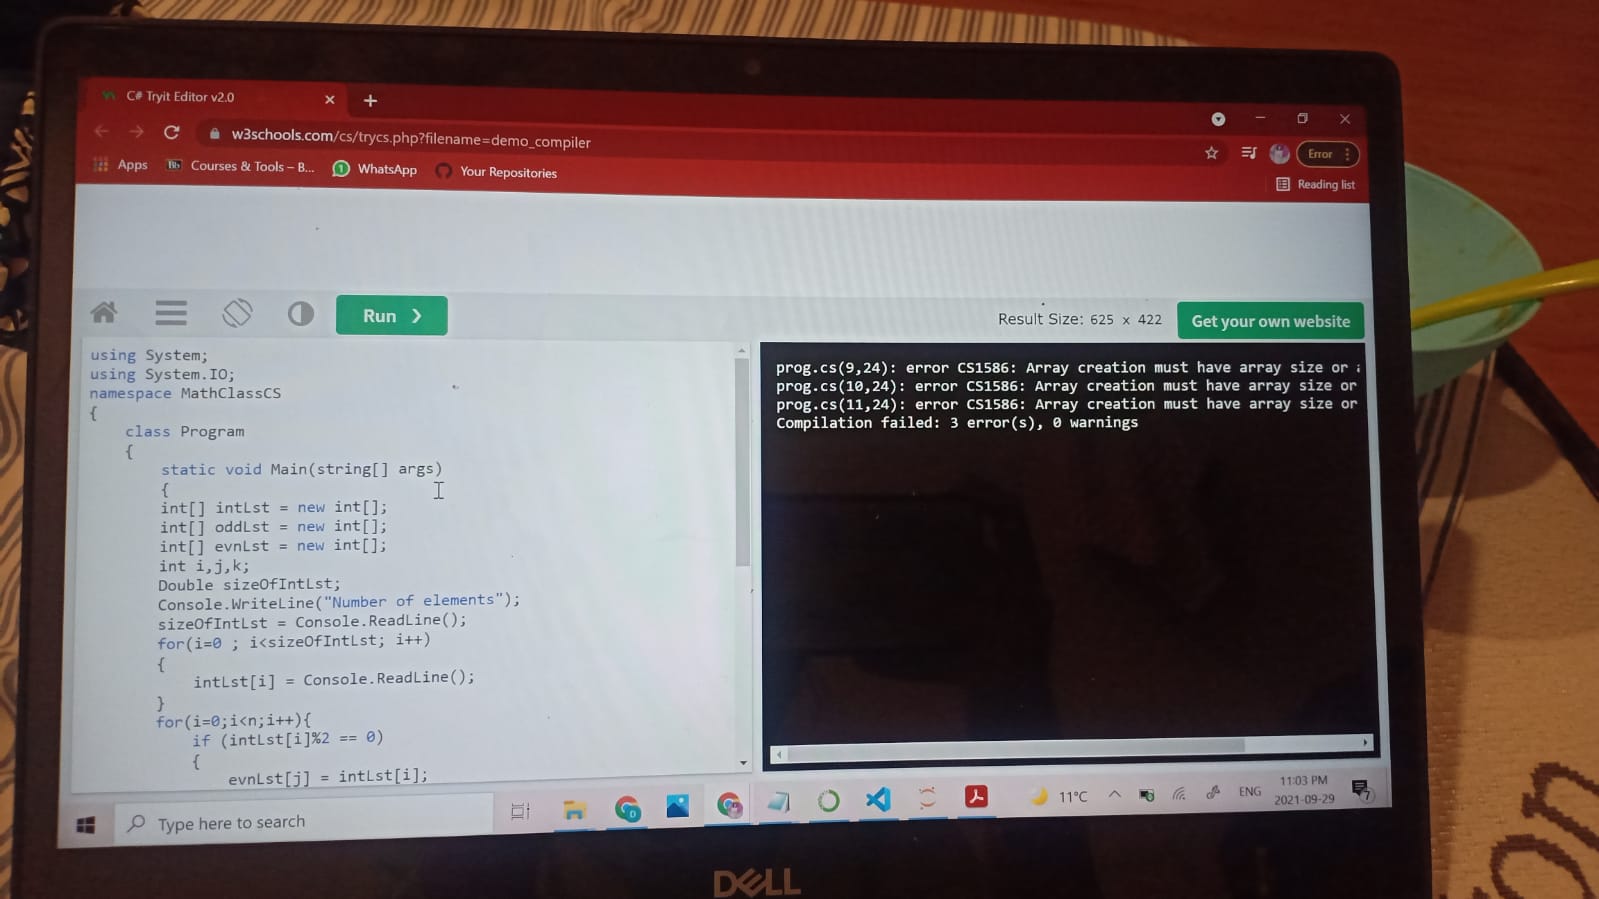 C# Tryit Editor v2.0
w3schools.com/cs/trycs.php?filename=demo_compiler
Error
Apps
Bb Courses & Tools – B...
1 WhatsApp
Your Repositories
Reading list
Run ❯
Result Size: 625 x 422
Get your own website
using System;
using System.IO;
namespace MathClassCS
{
class Program
{
static void Main(string[] args)
{
int[] intLst = new int[];
int[] oddLst = new int[];
int[] evnLst = new int[];
int i,j,k;
Double sizeOfIntLst;
Console.WriteLine("Number of elements");
sizeOfIntLst = Console.ReadLine();
for(i=0 ; i<sizeOfIntLst; i++)
{
intLst[i] = Console.ReadLine();
}
for(i=0;i<n;i++){
if (intLst[i]%2 == 0)
{
evnLst[j] = intLst[i];
prog.cs(9,24): error CS1586: Array creation must have array size or
prog.cs(10,24): error CS1586: Array creation must have array size or
prog.cs(11,24): error CS1586: Array creation must have array size or
Compilation failed: 3 error(s), 0 warnings
Type here to search
11°C
ENG
11:03 PM
2021-09-29
7
DELL